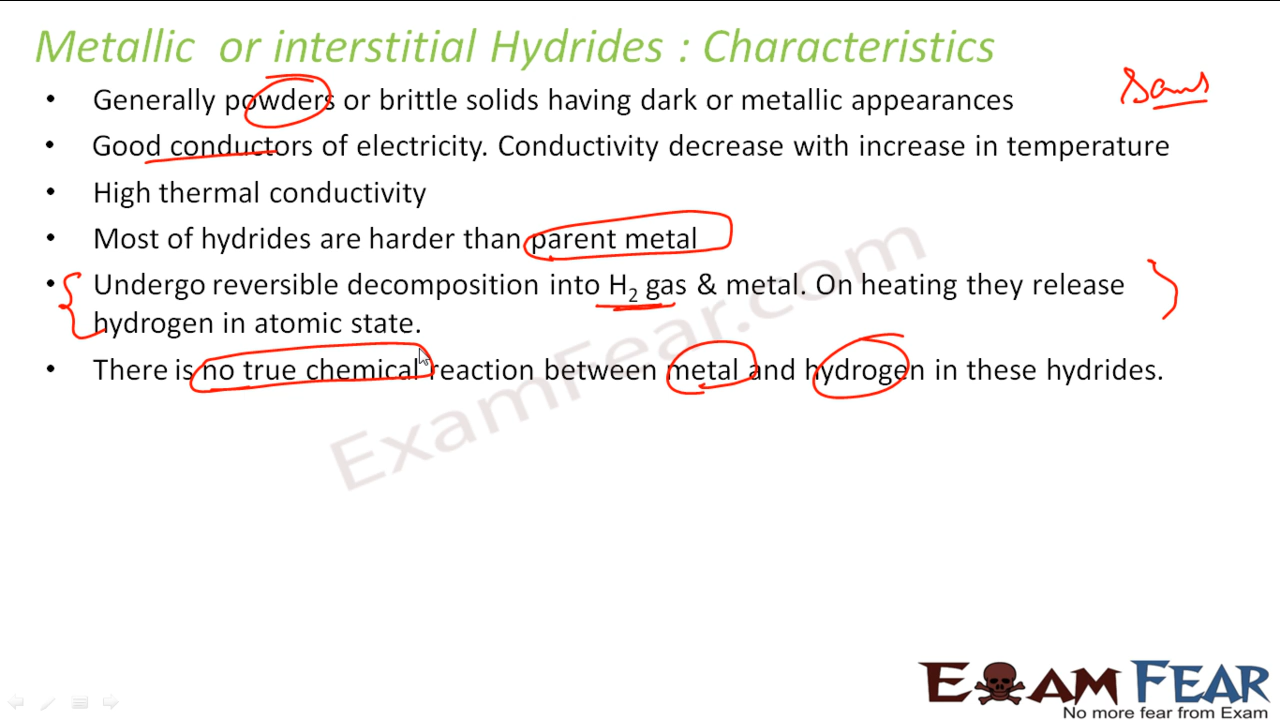 Metallic or interstitial Hydrides : Characteristics
• Generally powders or brittle solids having dark or metallic appearances
• Good conductors of electricity. Conductivity decrease with increase in temperature
• High thermal conductivity
• Most of hydrides are harder than parent metal
• Undergo reversible decomposition into H₂ gas & metal. On heating they release
hydrogen in atomic state.
• There is no true chemical reaction between metal and hydrogen in these hydrides.
ExamFear.com
EXAM FEAR
No more fear from Exam